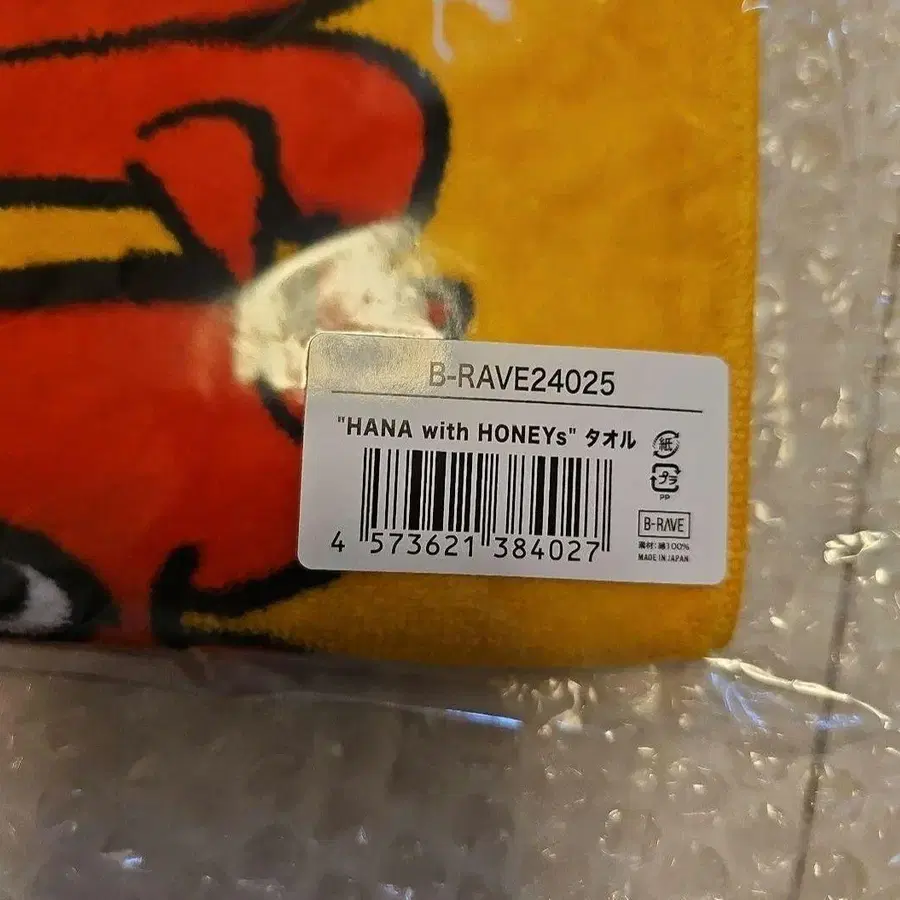 B-RAVE24025
"HANA with HONEYs" タオル
紙
プラ
PP
4 573621 384027
B-RAVE
素材:綿100%
MADE IN JAPAN